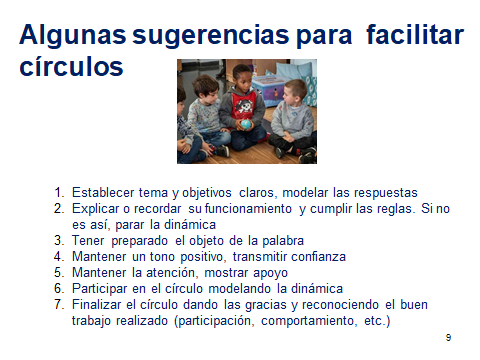 Algunas sugerencias para facilitar
círculos
1. Establecer tema y objetivos claros, modelar las respuestas
2. Explicar o recordar su funcionamiento y cumplir las reglas. Si no
es así, parar la dinámica
3. Tener preparado el objeto de la palabra
4. Mantener un tono positivo, transmitir confianza
5. Mantener la atención, mostrar apoyo
6. Participar en el círculo modelando la dinámica
7. Finalizar el círculo dando las gracias y reconociendo el buen
trabajo realizado (participación, comportamiento, etc.)
9